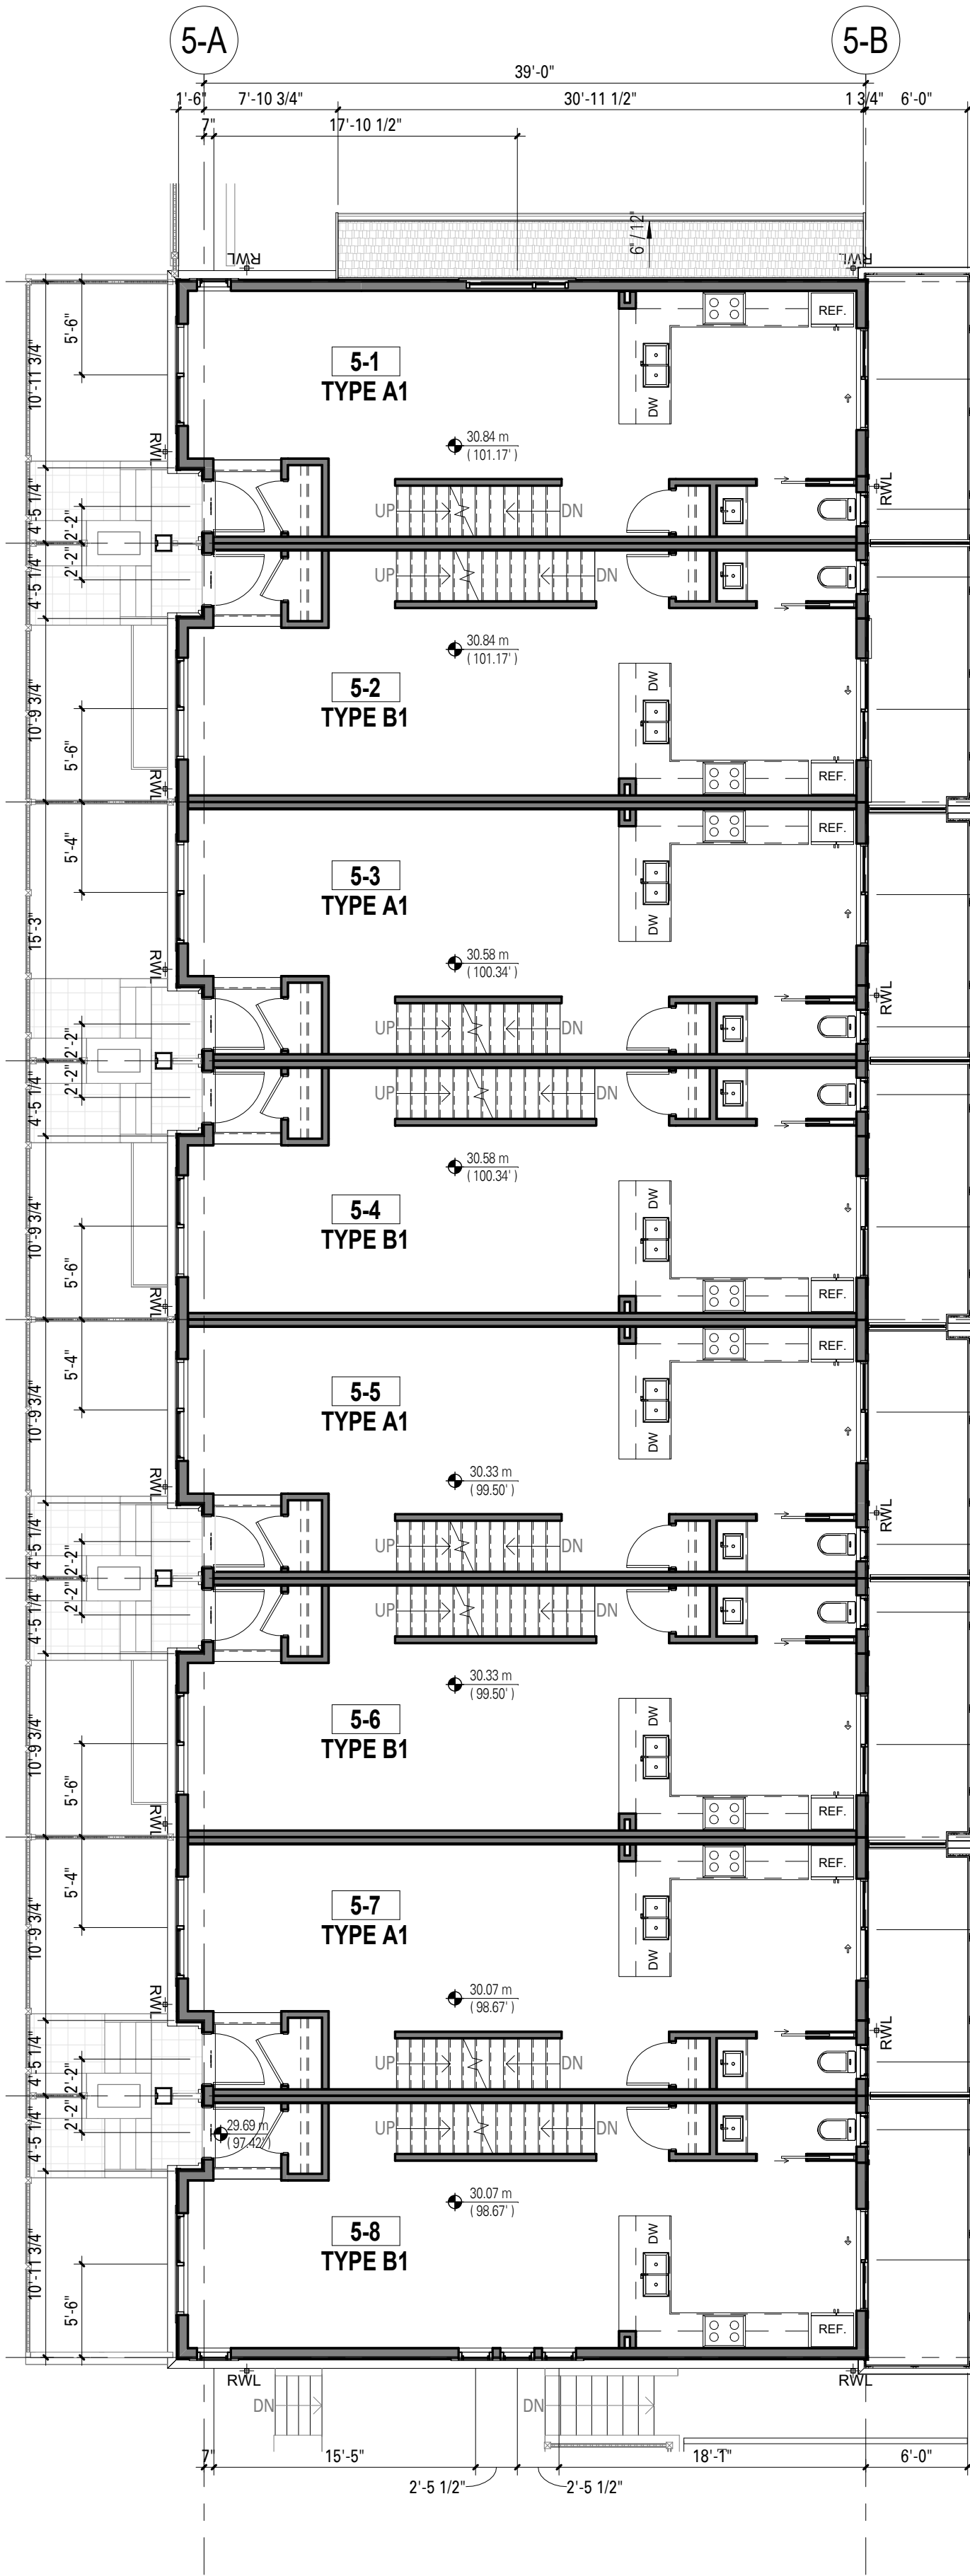 5-A
5-B
39'-0"
1'-6"
7'-10 3/4"
30'-11 1/2"
1 3/4"
6'-0"
7"
17'-10 1/2"
6" / 12"
RWL
RWL
5'-6"
10'-11 3/4"
5-1
TYPE A1
REF.
DW
30.84 m
( 101.17' )
RWL
RWL
4'-5 1/4"
2'-2"
UP
DN
2'-2"
4'-5 1/4"
UP
DN
30.84 m
( 101.17' )
5-2
TYPE B1
DW
10'-9 3/4"
5'-6"
RWL
REF.
REF.
5'-4"
5-3
TYPE A1
DW
15'-3"
30.58 m
( 100.34' )
RWL
RWL
2'-2"
UP
DN
2'-2"
4'-5 1/4"
UP
DN
30.58 m
( 100.34' )
5-4
TYPE B1
DW
10'-9 3/4"
5'-6"
RWL
REF.
REF.
5'-4"
10'-9 3/4"
5-5
TYPE A1
DW
30.33 m
( 99.50' )
RWL
RWL
4'-5 1/4"
2'-2"
UP
DN
2'-2"
4'-5 1/4"
UP
DN
30.33 m
( 99.50' )
5-6
TYPE B1
DW
10'-9 3/4"
5'-6"
RWL
REF.
REF.
5'-4"
10'-9 3/4"
5-7
TYPE A1
DW
30.07 m
( 98.67' )
RWL
RWL
4'-5 1/4"
2'-2"
UP
DN
2'-2"
4'-5 1/4"
29.69 m
( 97.42' )
UP
DN
30.07 m
( 98.67' )
5-8
TYPE B1
DW
10'-11 3/4"
5'-6"
REF.
RWL
RWL
DN
DN
7"
15'-5"
18'-1"
6'-0"
2'-5 1/2"
2'-5 1/2"